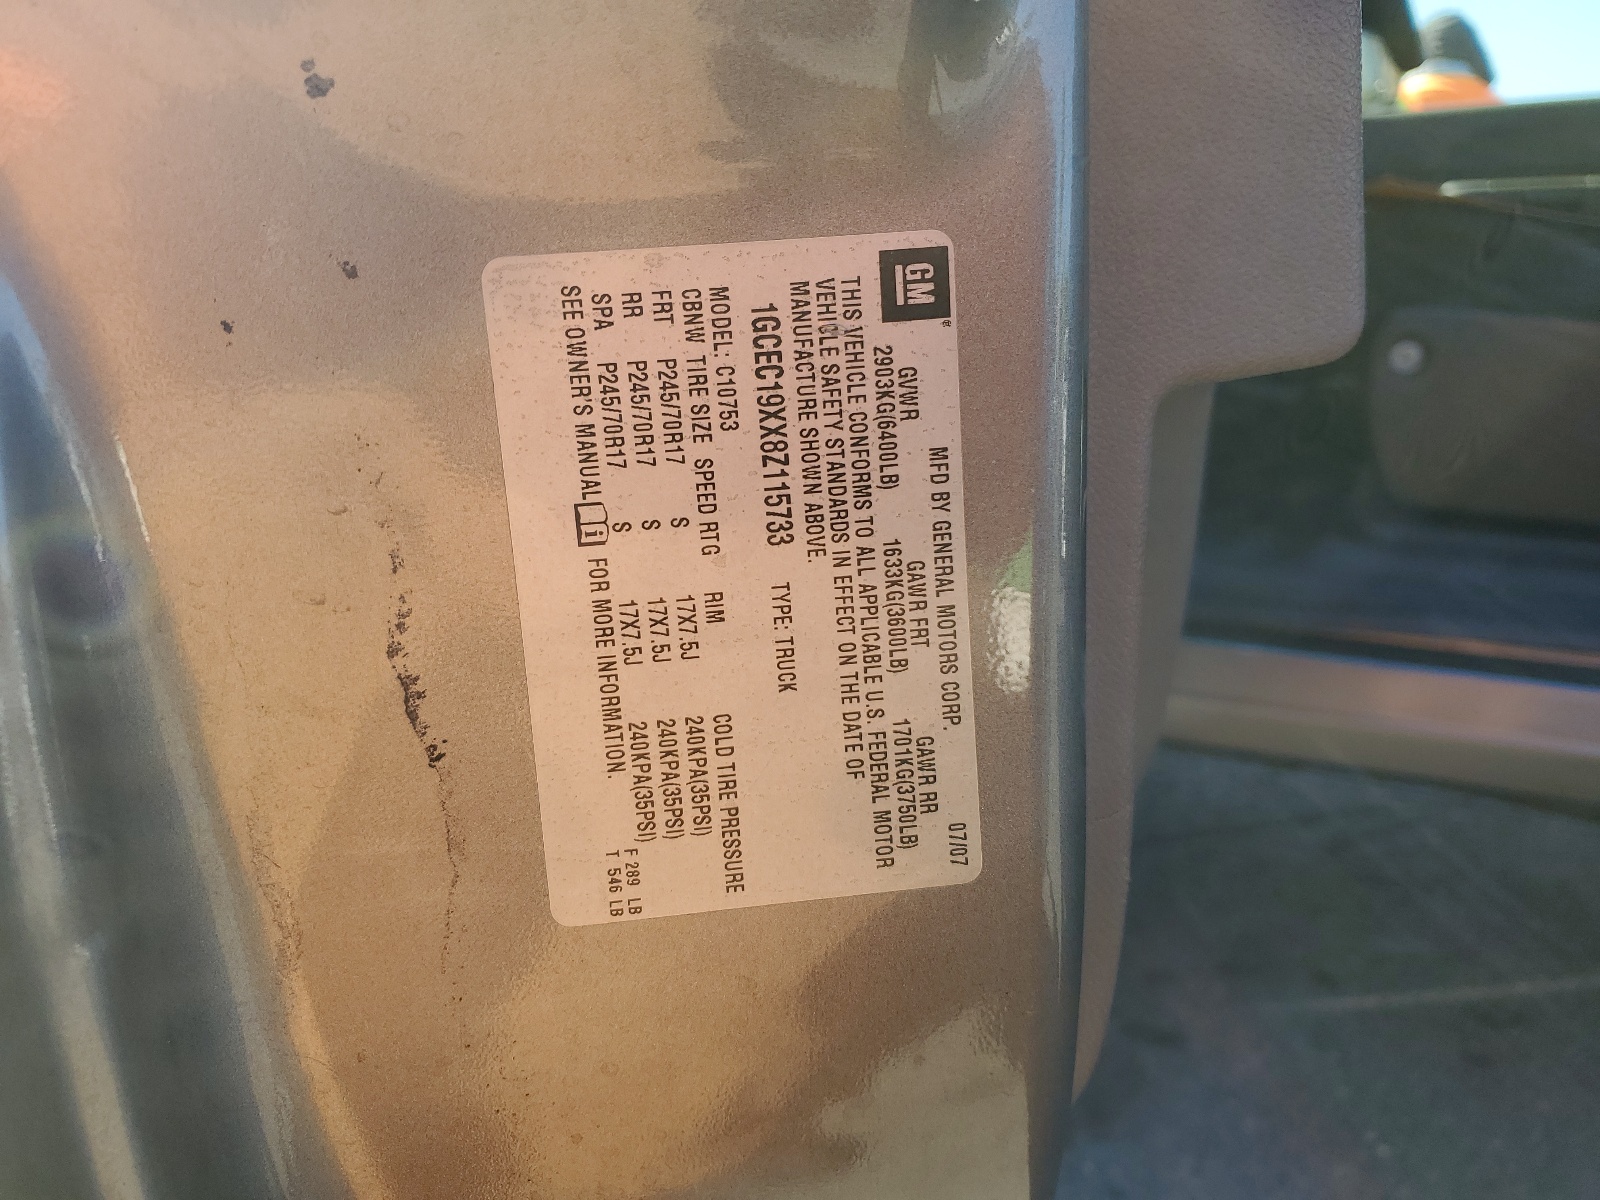 GM
MFD BY GENERAL MOTORS CORP. 07/07
GVWR GAWR FRT GAWR RR
2903KG(6400LB) 1633KG(3600LB) 1701KG(3750LB)
THIS VEHICLE CONFORMS TO ALL APPLICABLE U.S. FEDERAL MOTOR
VEHICLE SAFETY STANDARDS IN EFFECT ON THE DATE OF
MANUFACTURE SHOWN ABOVE.
1GCEC19XX8Z115733 TYPE: TRUCK
MODEL: C10753
CBNW TIRE SIZE SPEED RTG RIM COLD TIRE PRESSURE
FRT P245/70R17 S 17X7.5J 240KPA(35PSI)
RR P245/70R17 S 17X7.5J 240KPA(35PSI)
SPA P245/70R17 S 17X7.5J 240KPA(35PSI)
SEE OWNER'S MANUAL i FOR MORE INFORMATION.
F 289 LB
T 546 LB